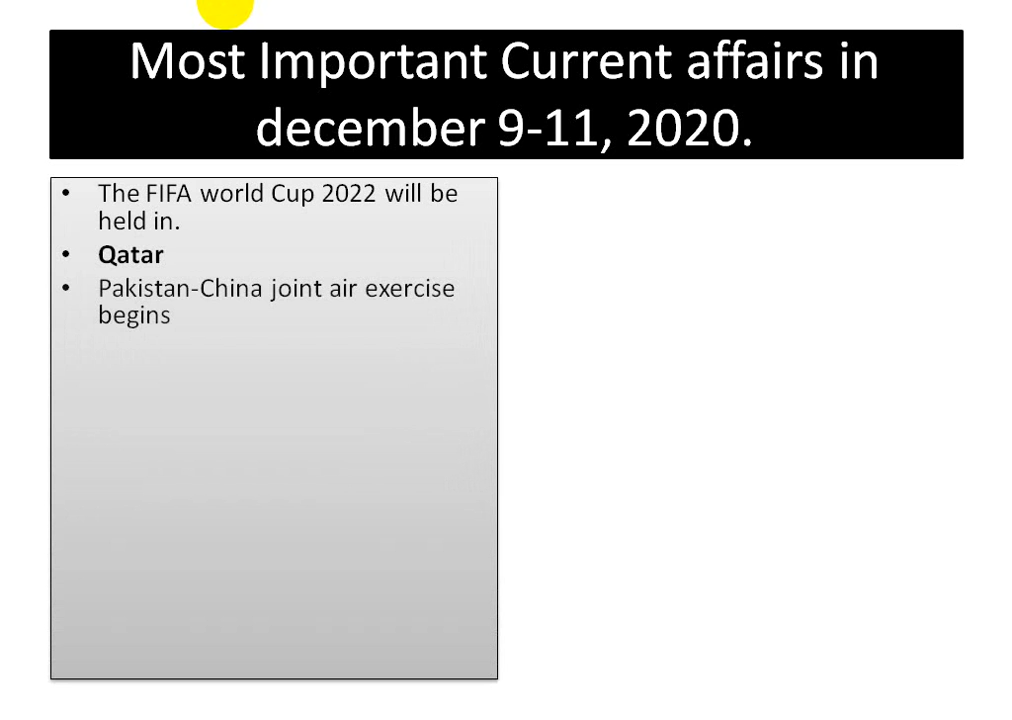 Most Important Current affairs in
december 9-11, 2020.
• The FIFA world Cup 2022 will be
held in.
• Qatar
• Pakistan-China joint air exercise
begins